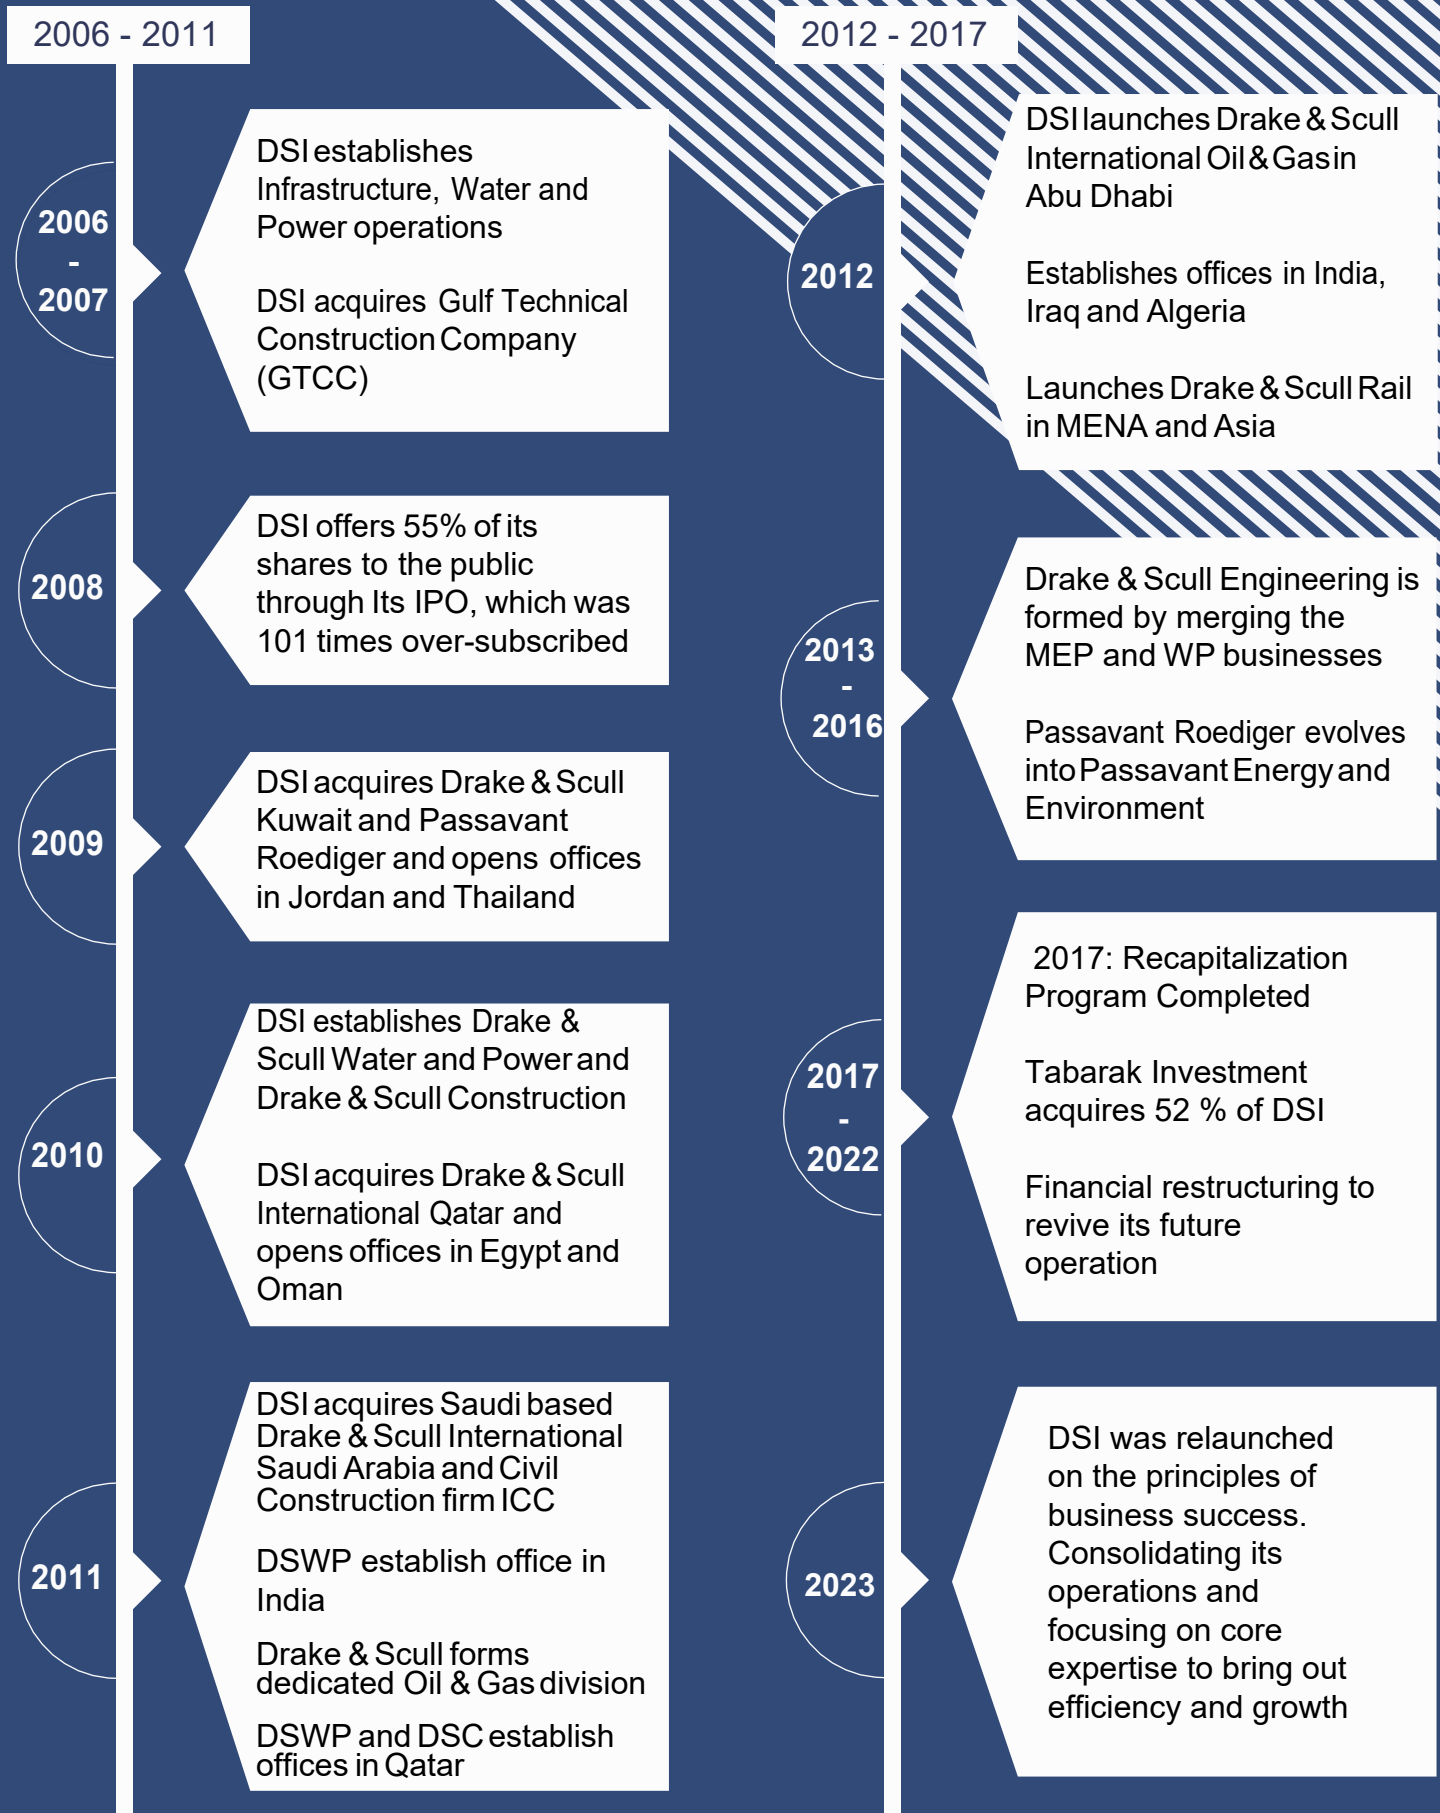 2006 - 2011
2006
-
2007
DSI establishes
Infrastructure, Water and
Power operations
DSI acquires Gulf Technical
Construction Company
(GTCC)
2008
DSI offers 55% of its
shares to the public
through Its IPO, which was
101 times over-subscribed
2009
DSI acquires Drake & Scull
Kuwait and Passavant
Roediger and opens offices
in Jordan and Thailand
2010
DSI establishes Drake &
Scull Water and Power and
Drake & Scull Construction
DSI acquires Drake & Scull
International Qatar and
opens offices in Egypt and
Oman
2011
DSI acquires Saudi based
Drake & Scull International
Saudi Arabia and Civil
Construction firm ICC
DSWP establish office in
India
Drake & Scull forms
dedicated Oil & Gas division
DSWP and DSC establish
offices in Qatar
2012 - 2017
2012
DSI launches Drake & Scull
International Oil & Gas in
Abu Dhabi
Establishes offices in India,
Iraq and Algeria
Launches Drake & Scull Rail
in MENA and Asia
2013
-
2016
Drake & Scull Engineering is
formed by merging the
MEP and WP businesses
Passavant Roediger evolves
into Passavant Energy and
Environment
2017
-
2022
2017: Recapitalization
Program Completed
Tabarak Investment
acquires 52 % of DSI
Financial restructuring to
revive its future
operation
2023
DSI was relaunched
on the principles of
business success.
Consolidating its
operations and
focusing on core
expertise to bring out
efficiency and growth